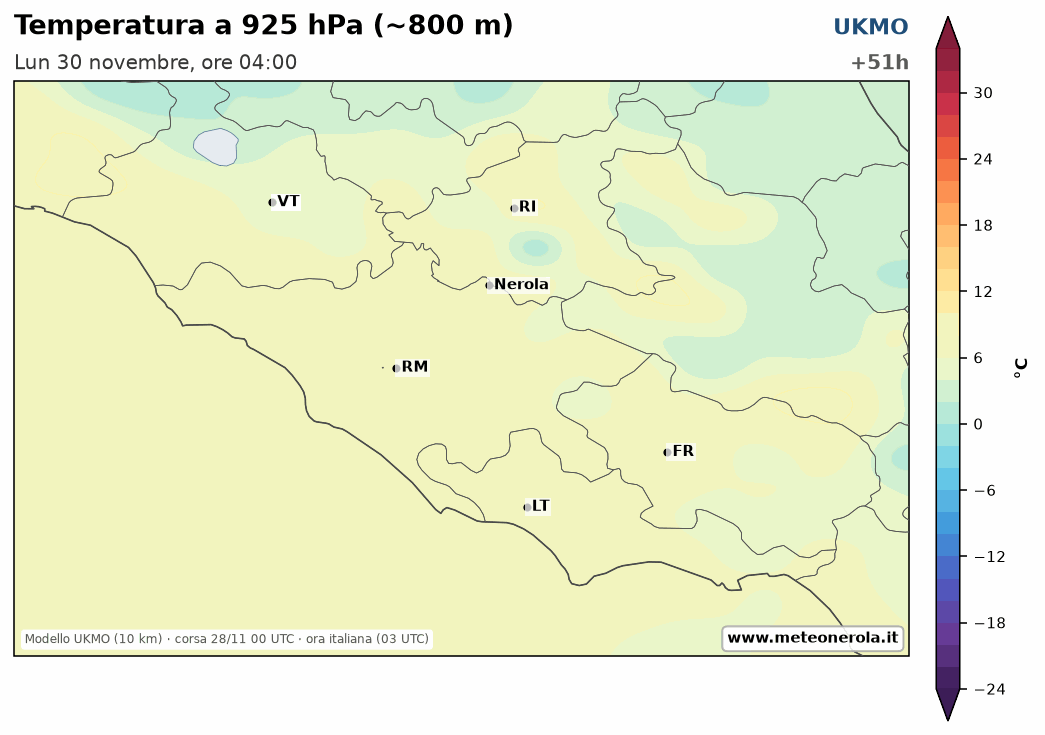 Temperatura a 925 hPa (~800 m)
UKMO
Lun 30 novembre, ore 04:00
+51h
VT
RI
Nerola
RM
FR
LT
Modello UKMO (10 km) · corsa 28/11 00 UTC · ora italiana (03 UTC)
www.meteonerola.it
30
24
18
12
6
0
−6
−12
−18
−24
°C